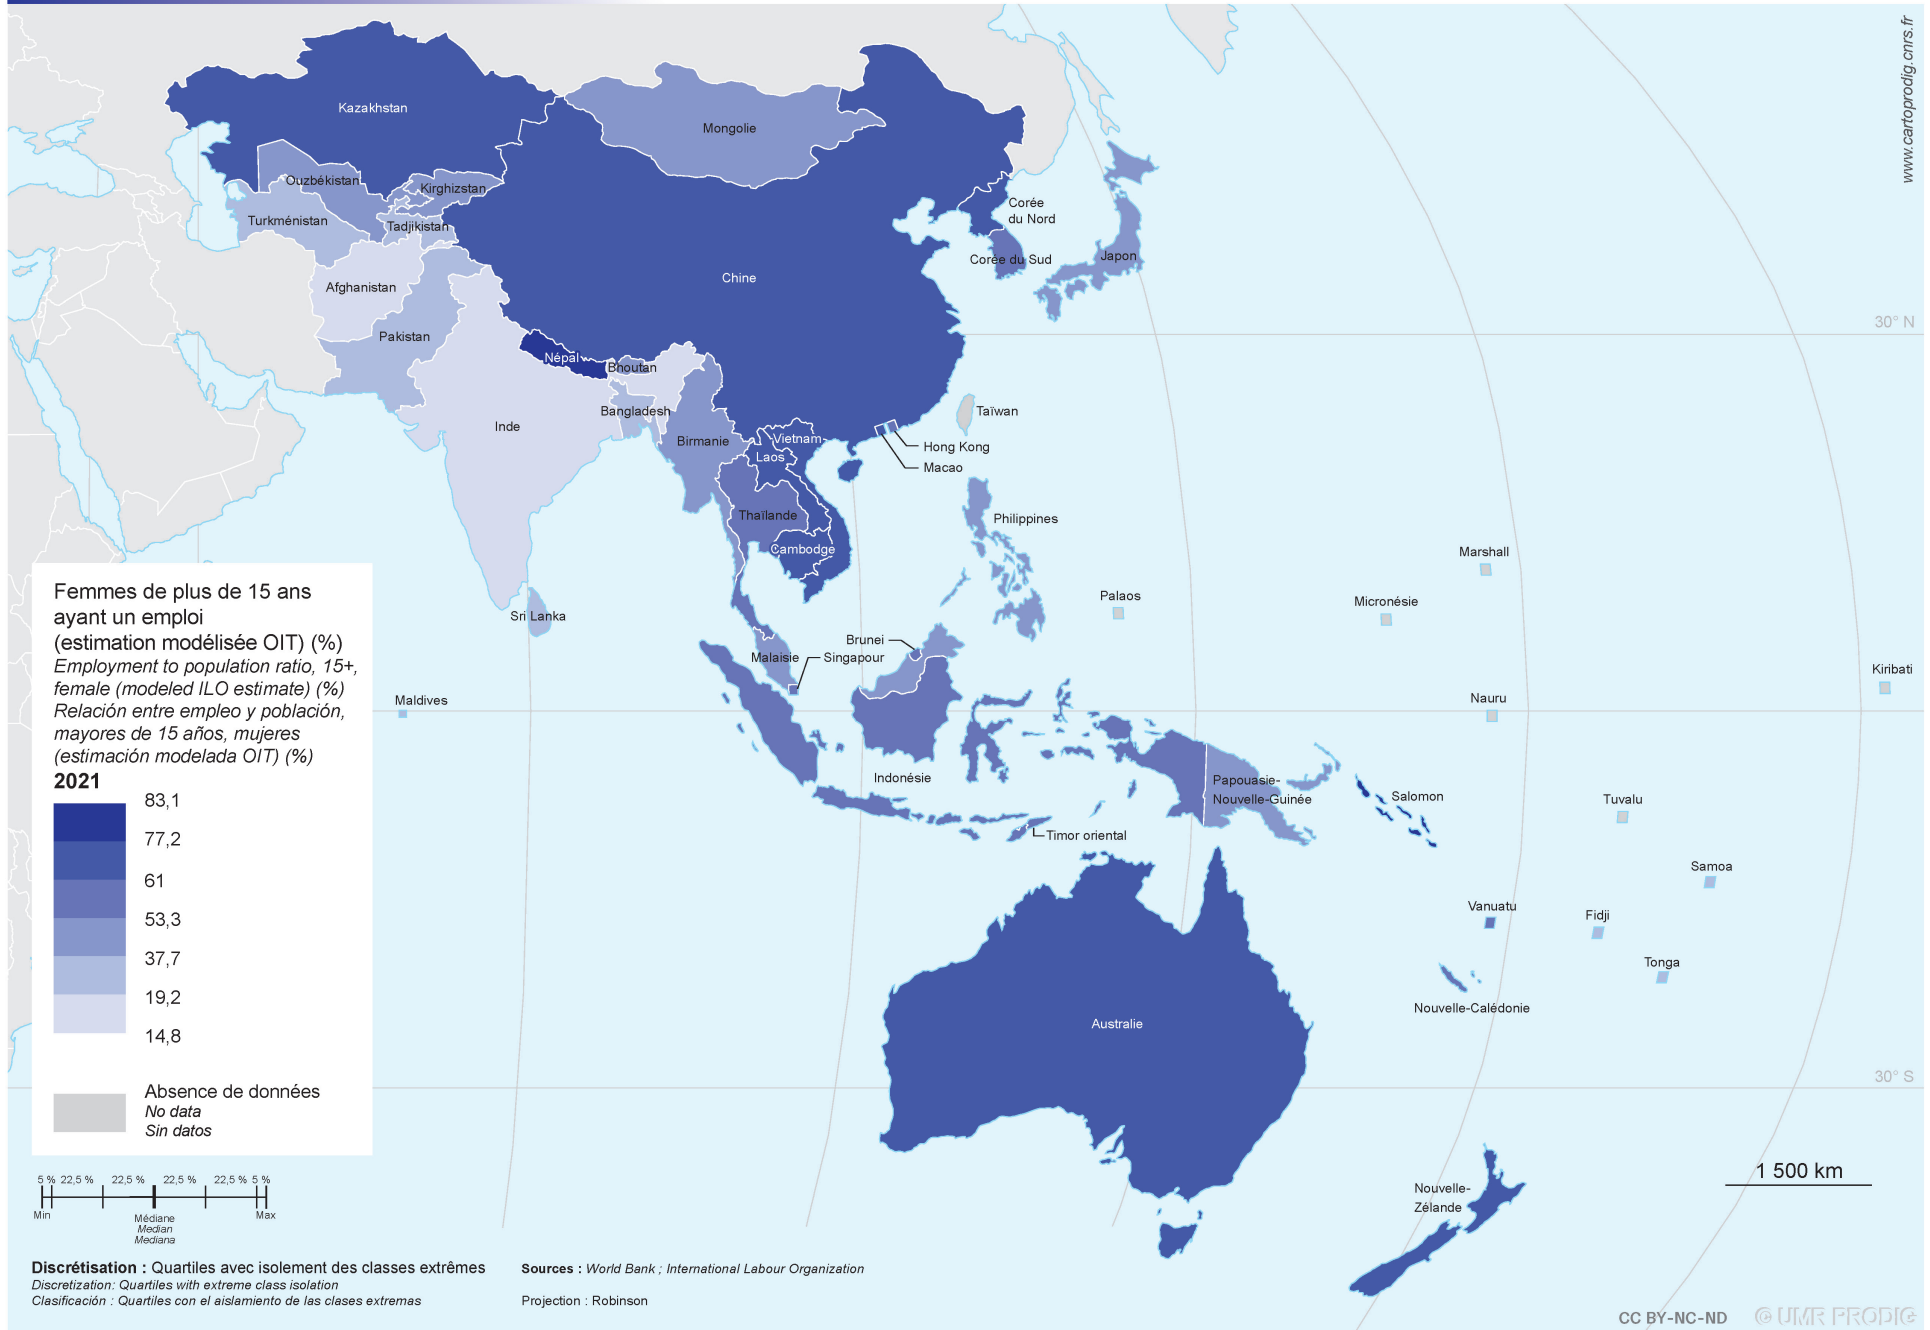 www.cartoprodig.cnrs.fr
Kazakhstan
Mongolie
Ouzbékistan
Kirghizstan
Turkménistan
Tadjikistan
Corée
du Nord
Corée du Sud
Japon
Chine
Afghanistan
Pakistan
30° N
Népal
Bhoutan
Bangladesh
Inde
Birmanie
Taïwan
Vietnam
Laos
Hong Kong
Macao
Thaïlande
Philippines
Cambodge
Marshall
Palaos
Micronésie
Sri Lanka
Brunei
Malaisie
Singapour
Kiribati
Maldives
Nauru
Indonésie
Papouasie-
Nouvelle-Guinée
Salomon
Tuvalu
Timor oriental
Samoa
Vanuatu
Fidji
Tonga
Nouvelle-Calédonie
Australie
30° S
Nouvelle-
Zélande
1 500 km
Femmes de plus de 15 ans
ayant un emploi
(estimation modélisée OIT) (%)
Employment to population ratio, 15+,
female (modeled ILO estimate) (%)
Relación entre empleo y población,
mayores de 15 años, mujeres
(estimación modelada OIT) (%)
2021
83,1
77,2
61
53,3
37,7
19,2
14,8
Absence de données
No data
Sin datos
5 % 22,5 % 22,5 % 22,5 % 22,5 % 5 %
Min Max
Médiane
Median
Mediana
Discrétisation : Quartiles avec isolement des classes extrêmes
Discretization: Quartiles with extreme class isolation
Clasificación : Quartiles con el aislamiento de las clases extremas
Sources : World Bank ; International Labour Organization
Projection : Robinson
CC BY-NC-ND © UMR PRODIG